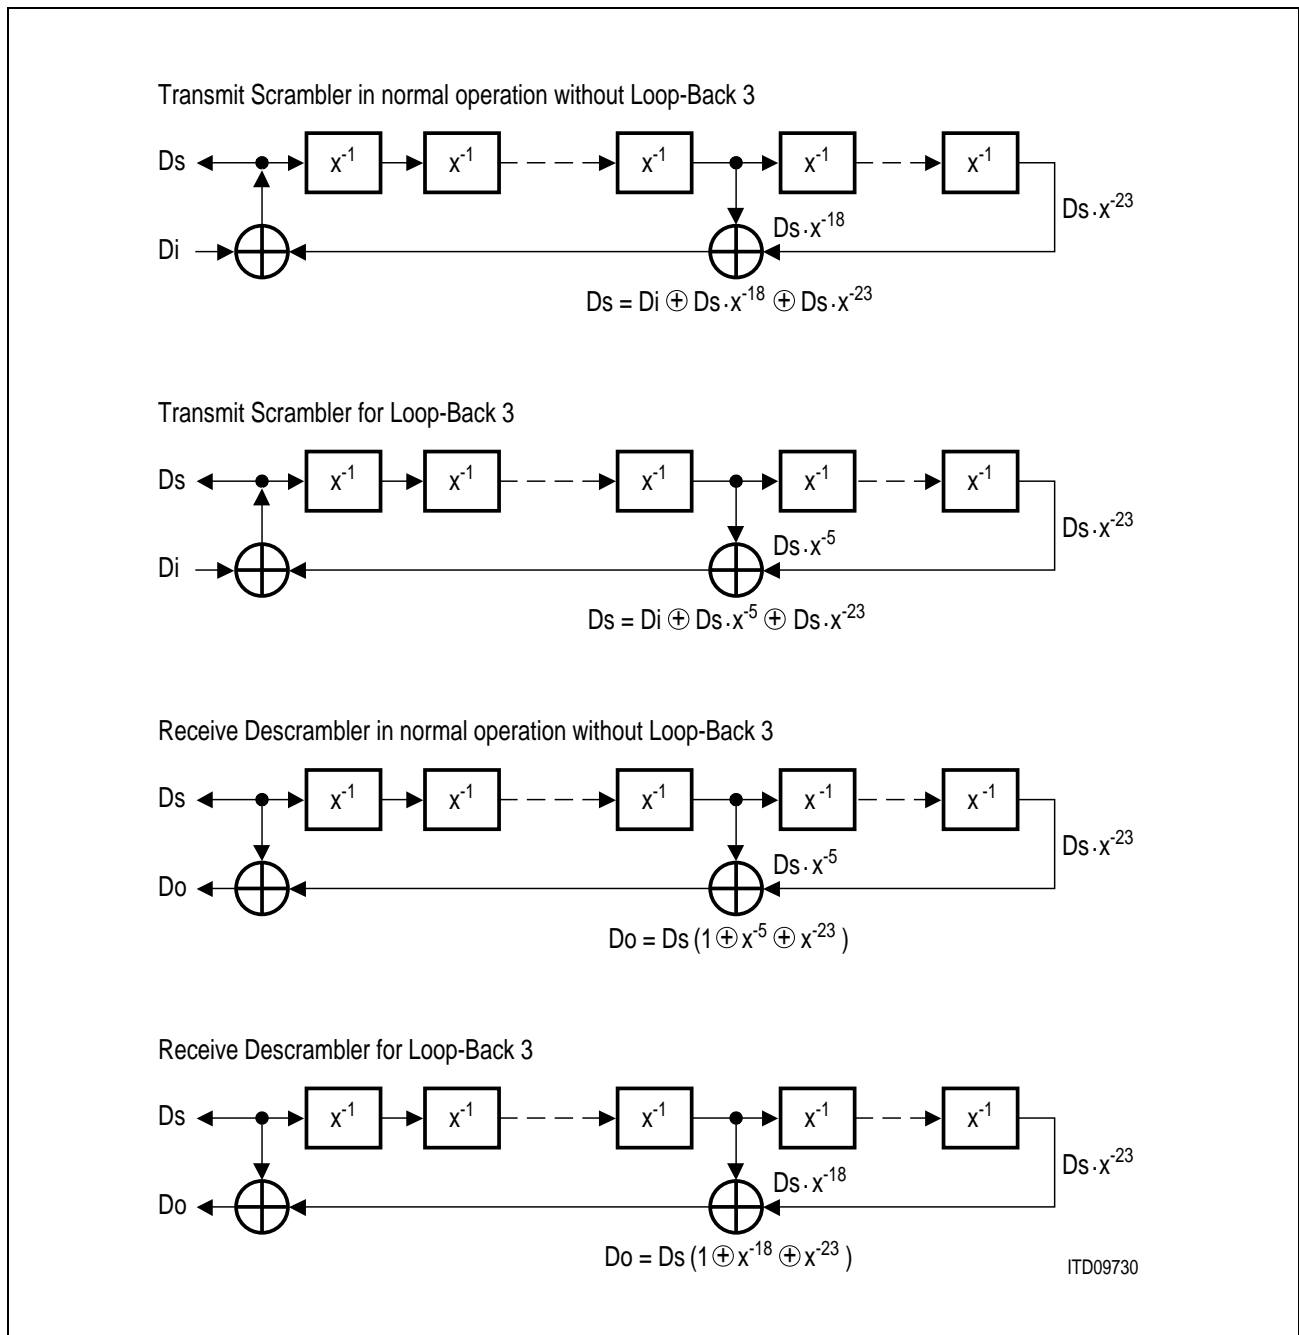 Transmit Scrambler in normal operation without Loop-Back 3
Ds x⁻¹ x⁻¹ x⁻¹ x⁻¹ x⁻¹
Ds·x⁻²³
Di Ds·x⁻¹⁸
Ds = Di ⊕ Ds·x⁻¹⁸ ⊕ Ds·x⁻²³
Transmit Scrambler for Loop-Back 3
Ds x⁻¹ x⁻¹ x⁻¹ x⁻¹ x⁻¹
Ds·x⁻²³
Di Ds·x⁻⁵
Ds = Di ⊕ Ds·x⁻⁵ ⊕ Ds·x⁻²³
Receive Descrambler in normal operation without Loop-Back 3
Ds x⁻¹ x⁻¹ x⁻¹ x⁻¹ x⁻¹
Ds·x⁻²³
Do Ds·x⁻⁵
Do = Ds (1 ⊕ x⁻⁵ ⊕ x⁻²³ )
Receive Descrambler for Loop-Back 3
Ds x⁻¹ x⁻¹ x⁻¹ x⁻¹ x⁻¹
Ds·x⁻²³
Do Ds·x⁻¹⁸
Do = Ds (1 ⊕ x⁻¹⁸ ⊕ x⁻²³ )
ITD09730